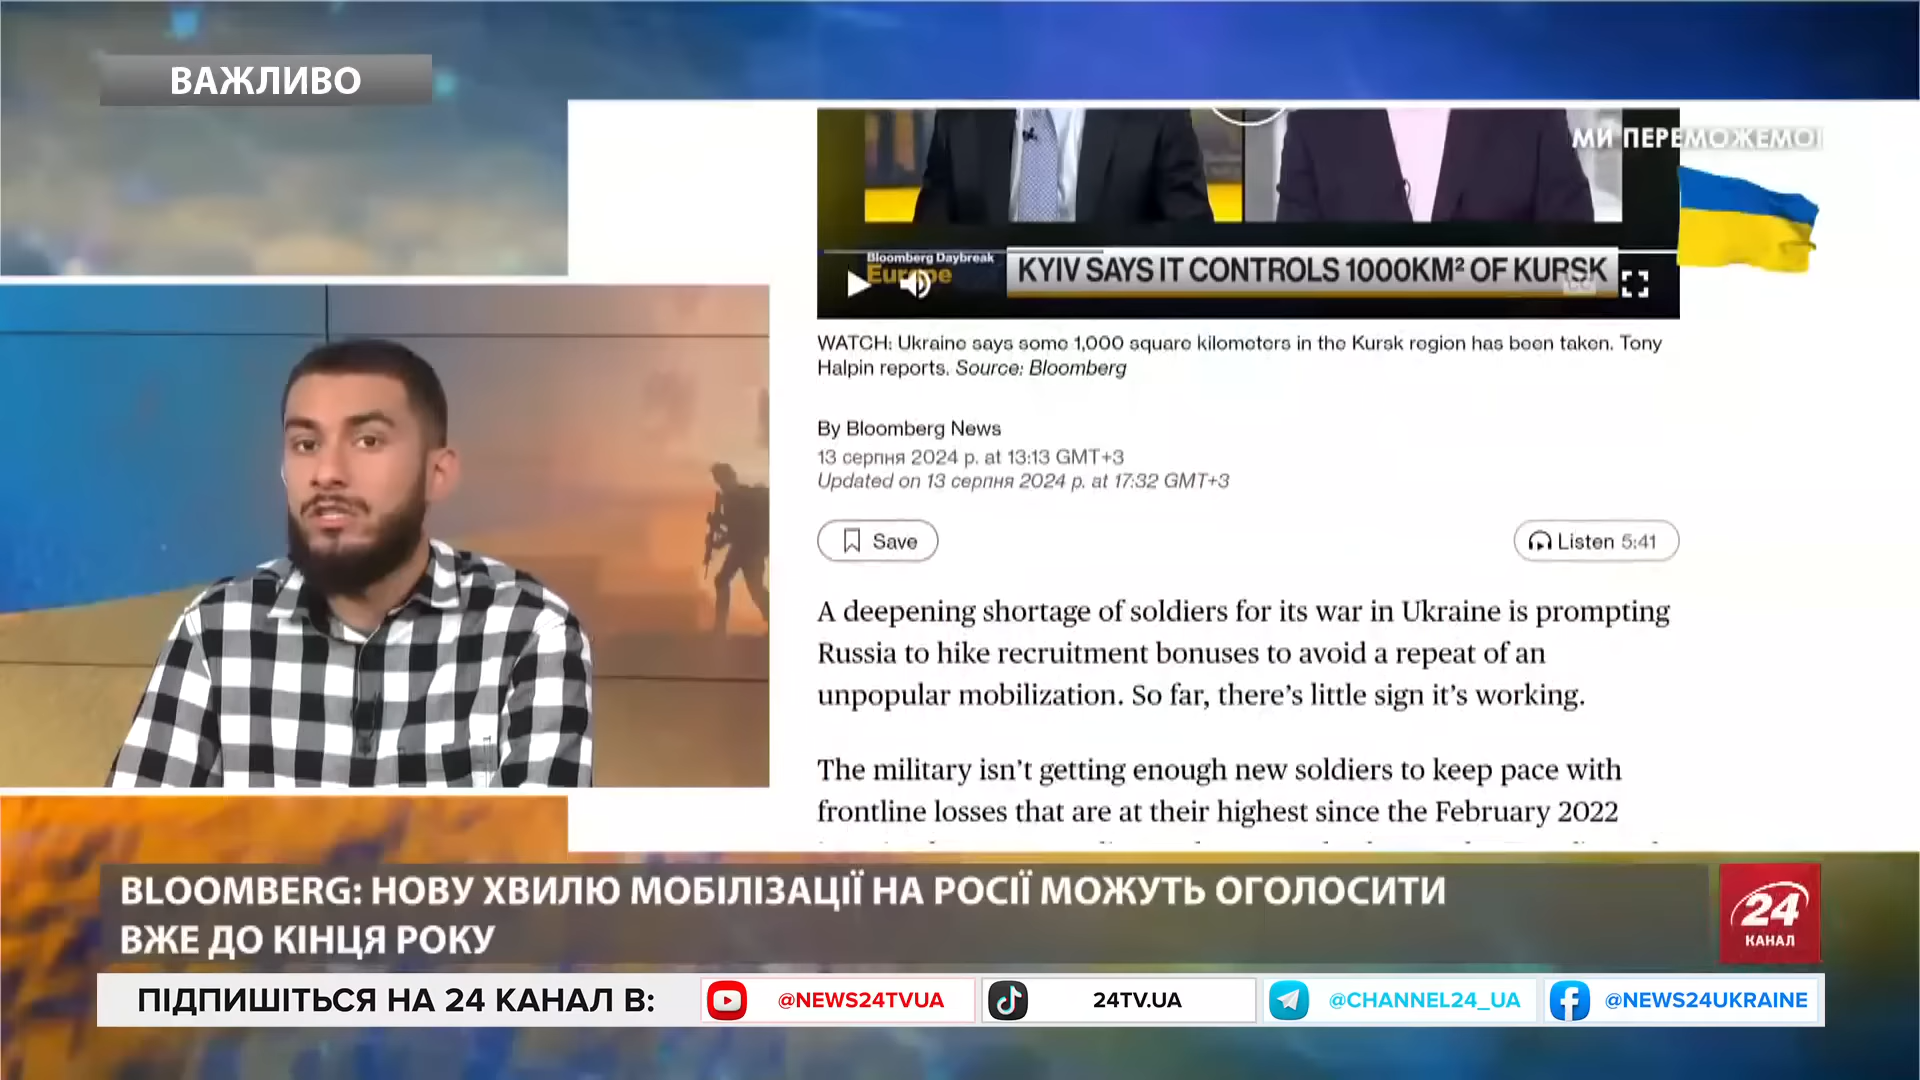 ВАЖЛИВО
МИ ПЕРЕМОЖЕМО!
Bloomberg Daybreak
Europe
KYIV SAYS IT CONTROLS 1000KM² OF KURSK
WATCH: Ukraine says some 1,000 square kilometers in the Kursk region has been taken. Tony
Halpin reports. Source: Bloomberg
By Bloomberg News
13 серпня 2024 р. at 13:13 GMT+3
Updated on 13 серпня 2024 р. at 17:32 GMT+3
Save
Listen 5:41
A deepening shortage of soldiers for its war in Ukraine is prompting
Russia to hike recruitment bonuses to avoid a repeat of an
unpopular mobilization. So far, there’s little sign it’s working.
The military isn’t getting enough new soldiers to keep pace with
frontline losses that are at their highest since the February 2022
BLOOMBERG: НОВУ ХВИЛЮ МОБІЛІЗАЦІЇ НА РОСІЇ МОЖУТЬ ОГОЛОСИТИ
ВЖЕ ДО КІНЦЯ РОКУ
24
КАНАЛ
ПІДПИШІТЬСЯ НА 24 КАНАЛ В:
@NEWS24TVUA
24TV.UA
@CHANNEL24_UA
@NEWS24UKRAINE